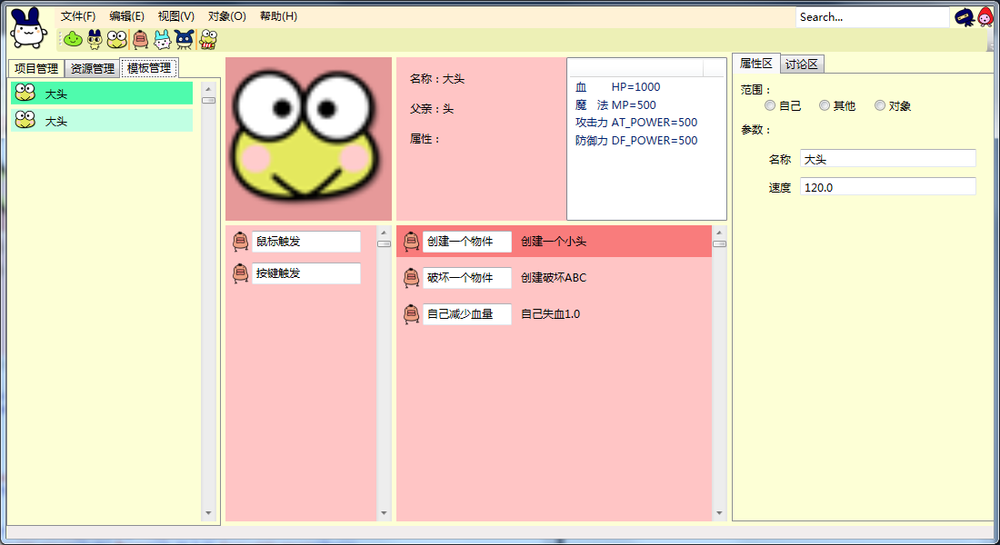 文件(F) 编辑(E) 视图(V) 对象(O) 帮助(H) Search...
项目管理 资源管理 模板管理
大头
大头
名称：大头
父亲：头
属性：
血 HP=1000
魔 法 MP=500
攻击力 AT_POWER=500
防御力 DF_POWER=500
鼠标触发
按键触发
创建一个物件 创建一个小头
破坏一个物件 创建破坏ABC
自己减少血量 自己失血1.0
属性区 讨论区
范围：
自己 其他 对象
参数：
名称 大头
速度 120.0